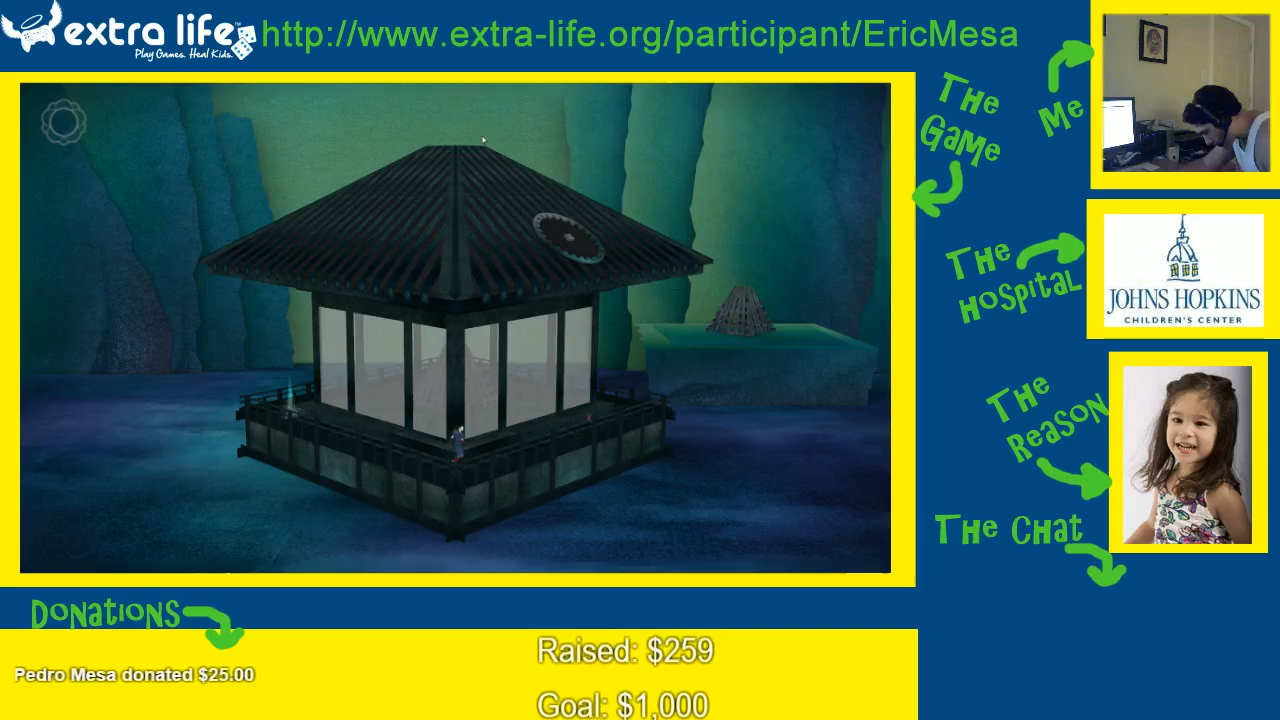 extra life
Play Games. Heal Kids.
http://www.extra-life.org/participant/EricMesa
Me
The
Game
The
Hospital
JOHNS HOPKINS
CHILDREN'S CENTER
The
Reason
The Chat
Donations
Pedro Mesa donated $25.00
Raised: $259
Goal: $1,000